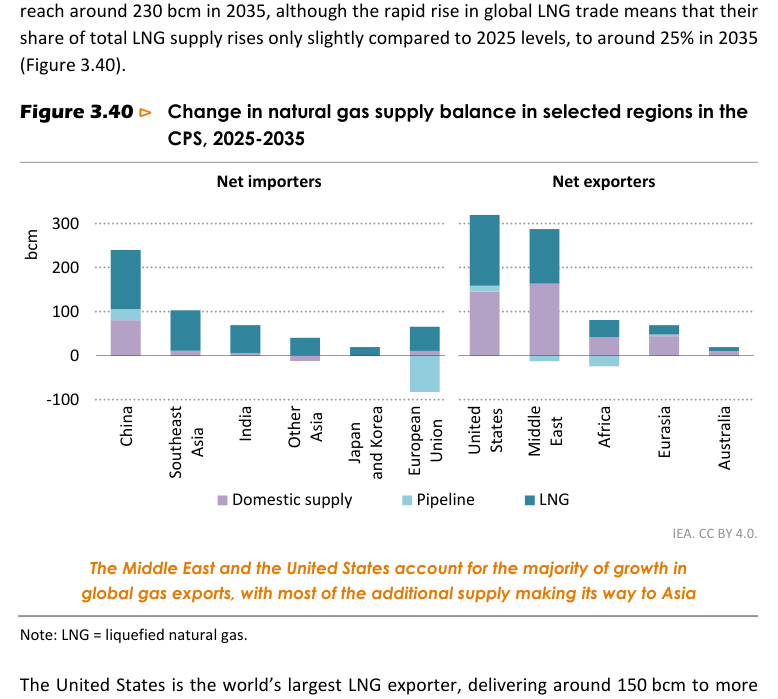 reach around 230 bcm in 2035, although the rapid rise in global LNG trade means that their
share of total LNG supply rises only slightly compared to 2025 levels, to around 25% in 2035
(Figure 3.40).
Figure 3.40 ▻ Change in natural gas supply balance in selected regions in the
CPS, 2025-2035
Net importers
Net exporters
bcm
300
200
100
0
-100
China
Southeast
Asia
India
Other
Asia
Japan
and Korea
European
Union
United
States
Middle
East
Africa
Eurasia
Australia
Domestic supply
Pipeline
LNG
IEA. CC BY 4.0.
The Middle East and the United States account for the majority of growth in
global gas exports, with most of the additional supply making its way to Asia
Note: LNG = liquefied natural gas.
The United States is the world’s largest LNG exporter, delivering around 150 bcm to more